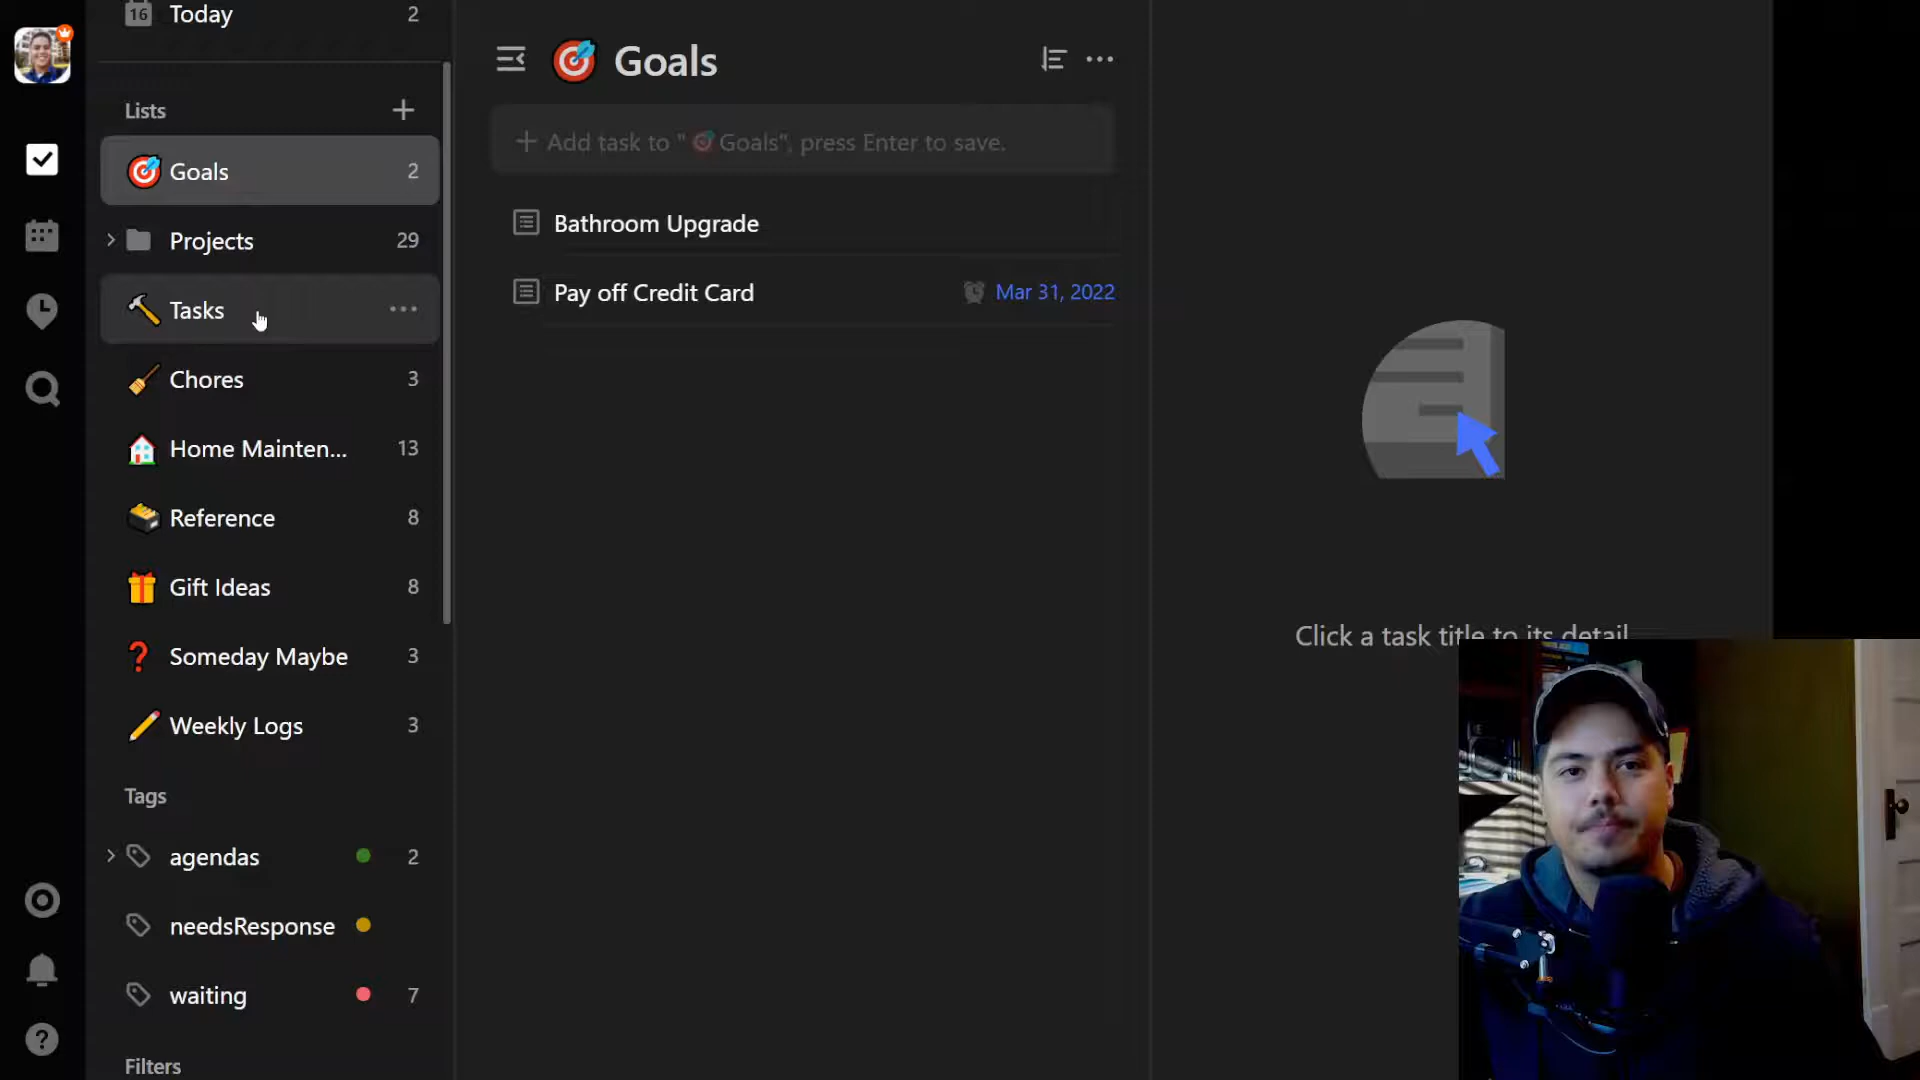 16 Today 2
Lists
Goals 2
Projects 29
Tasks
Chores 3
Home Mainten... 13
Reference 8
Gift Ideas 8
Someday Maybe 3
Weekly Logs 3
Tags
agendas 2
needsResponse
waiting 7
Filters
Goals
Add task to "🎯Goals", press Enter to save.
Bathroom Upgrade
Pay off Credit Card Mar 31, 2022
Click a task title to its detail